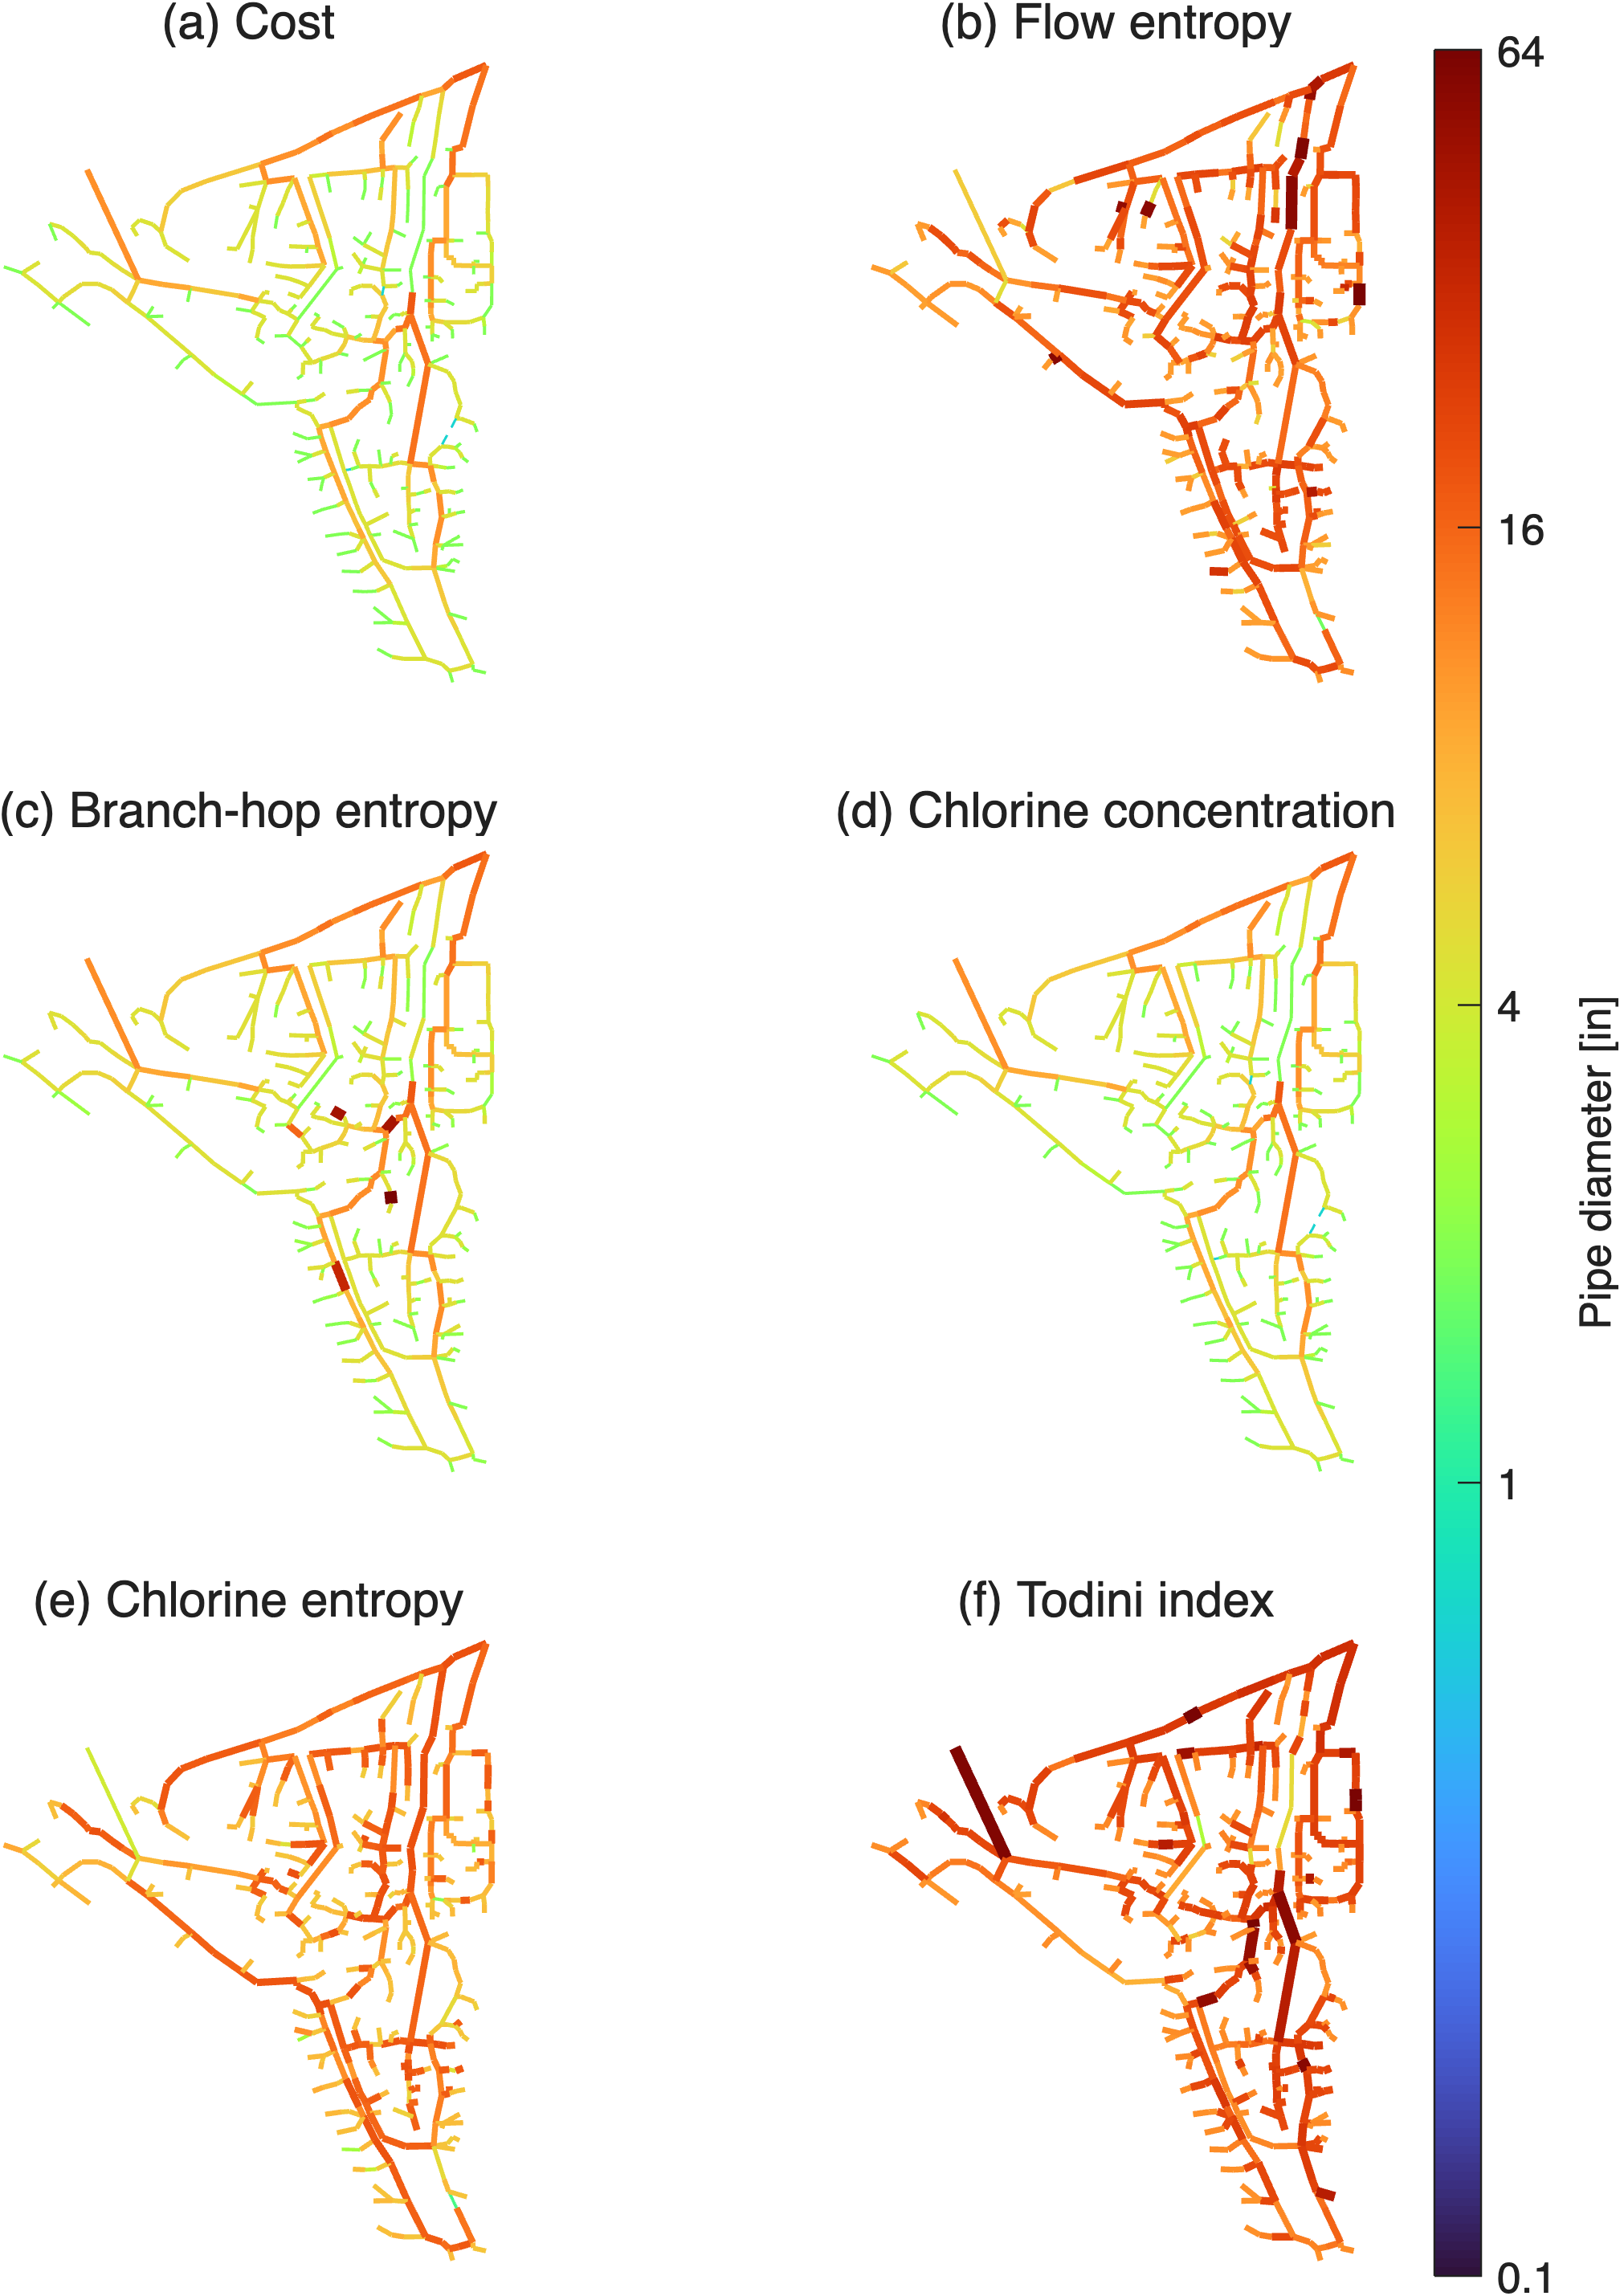 (a) Cost
(b) Flow entropy
(c) Branch-hop entropy
(d) Chlorine concentration
(e) Chlorine entropy
(f) Todini index
64
16
4
1
0.1
Pipe diameter [in]